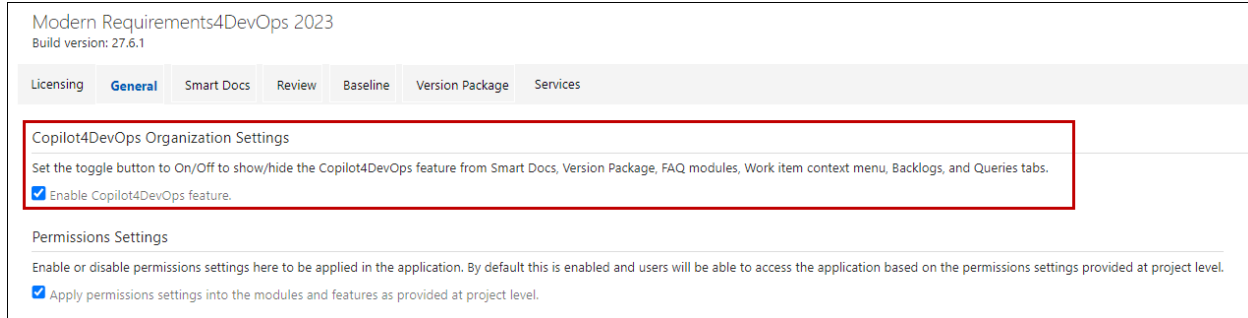 Modern Requirements4DevOps 2023
Build version: 27.6.1
Licensing General Smart Docs Review Baseline Version Package Services
Copilot4DevOps Organization Settings
Set the toggle button to On/Off to show/hide the Copilot4DevOps feature from Smart Docs, Version Package, FAQ modules, Work item context menu, Backlogs, and Queries tabs.
Enable Copilot4DevOps feature.
Permissions Settings
Enable or disable permissions settings here to be applied in the application. By default this is enabled and users will be able to access the application based on the permissions settings provided at project level.
Apply permissions settings into the modules and features as provided at project level.